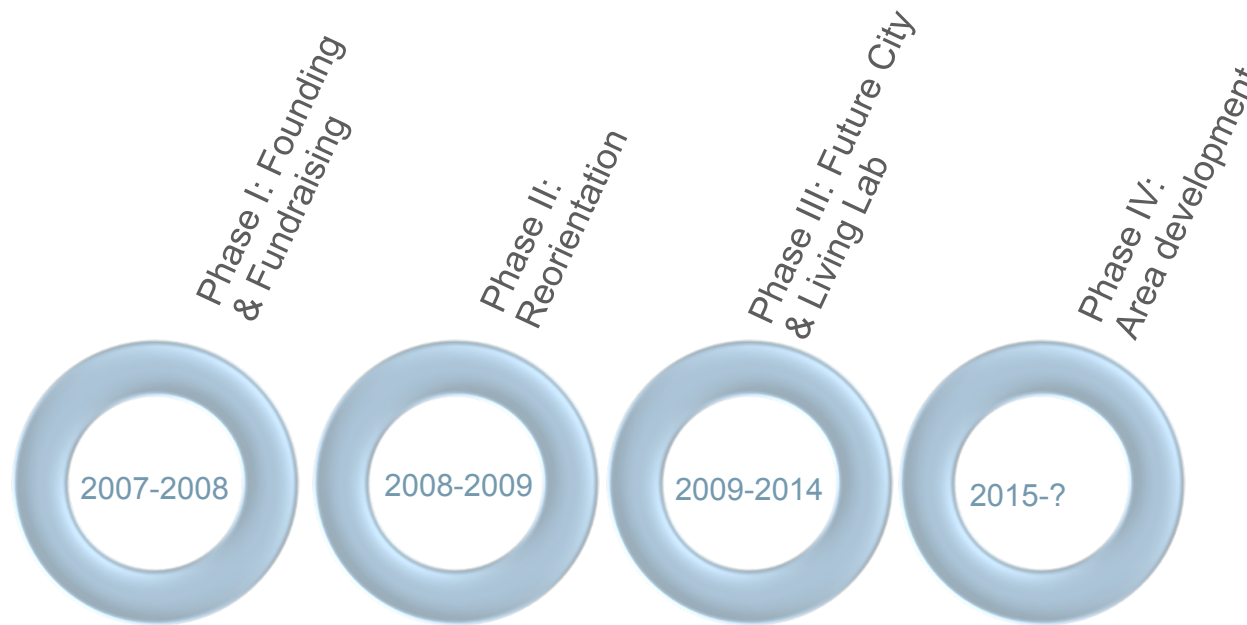 Phase I: Founding
& Fundraising
Phase II:
Reorientation
Phase III: Future City
& Living Lab
Phase IV:
Area development
2007-2008
2008-2009
2009-2014
2015-?